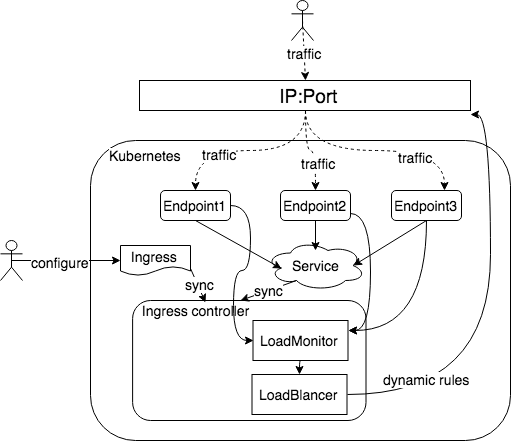 traffic
IP:Port
Kubernetes
traffic
traffic
traffic
Endpoint1
Endpoint2
Endpoint3
configure
Ingress
Service
sync
sync
Ingress controller
LoadMonitor
LoadBlancer
dynamic rules